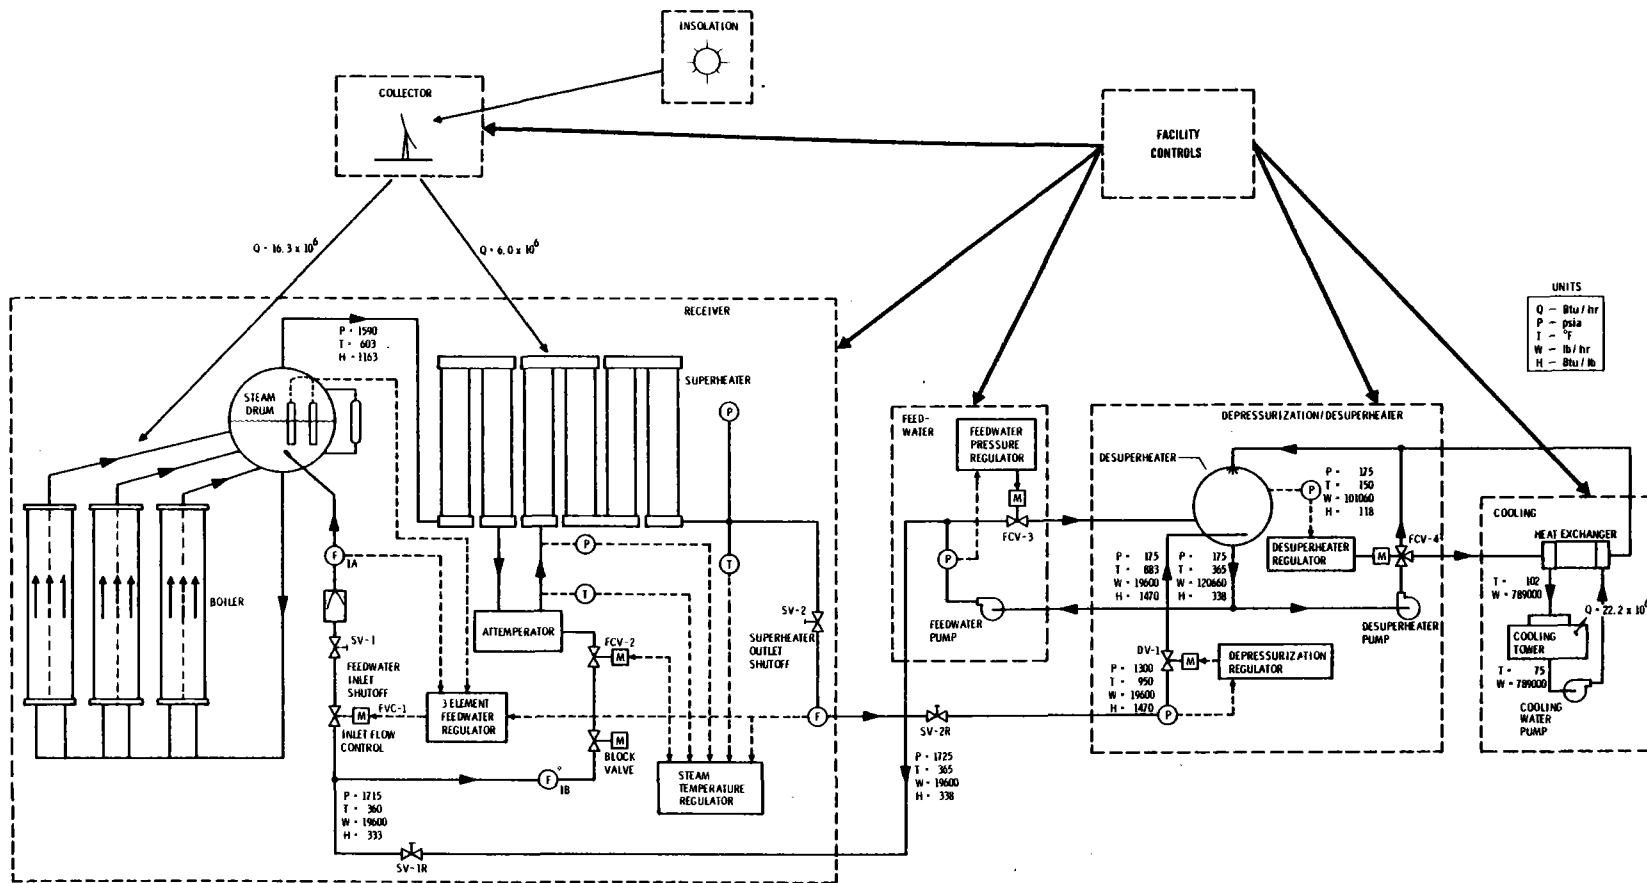 INSOLATION
COLLECTOR
FACILITY
CONTROLS
Q = 16.3 x 10^6
Q = 6.0 x 10^6
UNITS
Q - Btu/hr
P - psia
T - °F
W - lb/hr
H - Btu/lb
RECEIVER
P = 1590
T = 603
H = 1163
STEAM
DRUM
SUPERHEATER
P
BOILER
F
1A
P
T
T
SV-1
FEEDWATER
INLET
SHUTOFF
ATTEMPERATOR
FCV-2
M
SV-2
SUPERHEATER
OUTLET
SHUTOFF
M
FVC-1
INLET FLOW
CONTROL
3 ELEMENT
FEEDWATER
REGULATOR
M
BLOCK
VALVE
F
F
1B
STEAM
TEMPERATURE
REGULATOR
P = 1715
T = 360
W = 19600
H = 333
SV-1R
SV-2R
P = 1725
T = 365
W = 19600
H = 338
FEED-
WATER
FEEDWATER
PRESSURE
REGULATOR
M
FCV-3
P
FEEDWATER
PUMP
DEPRESSURIZATION/DESUPERHEATER
DESUPERHEATER
P
P = 175
T = 150
W = 101060
H = 118
DESUPERHEATER
REGULATOR
M
FCV-4
P = 175
T = 883
W = 19600
H = 1470
P = 175
T = 365
W = 120660
H = 338
DESUPERHEATER
PUMP
DV-1
M
DEPRESSURIZATION
REGULATOR
P = 1300
T = 950
W = 19600
H = 1470
P
COOLING
HEAT EXCHANGER
T = 102
W = 789000
Q = 22.2 x 10^6
COOLING
TOWER
T = 75
W = 789000
COOLING
WATER
PUMP